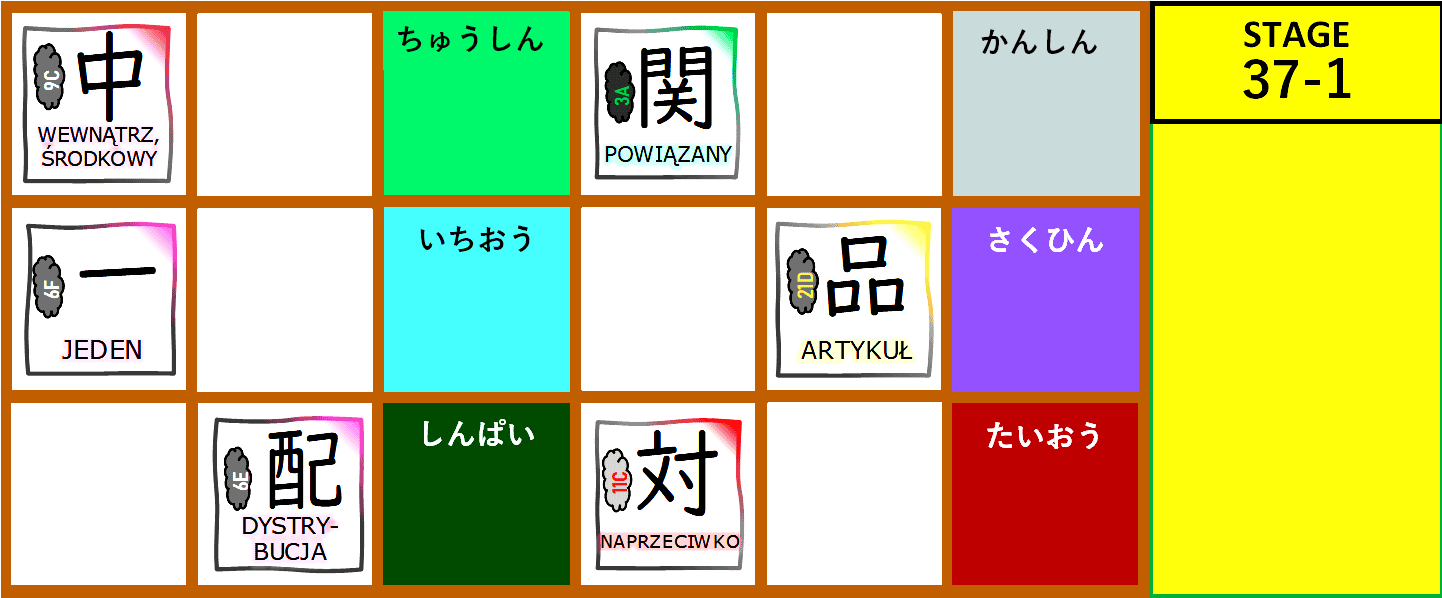 9C
中
WEWNĄTRZ,
ŚRODKOWY
ちゅうしん
3A
関
POWIĄZANY
かんしん
STAGE
37-1
6F
一
JEDEN
いちおう
21D
品
ARTYKUŁ
さくひん
6E
配
DYSTRY-
BUCJA
しんぱい
11C
対
NAPRZECIWKO
たいおう